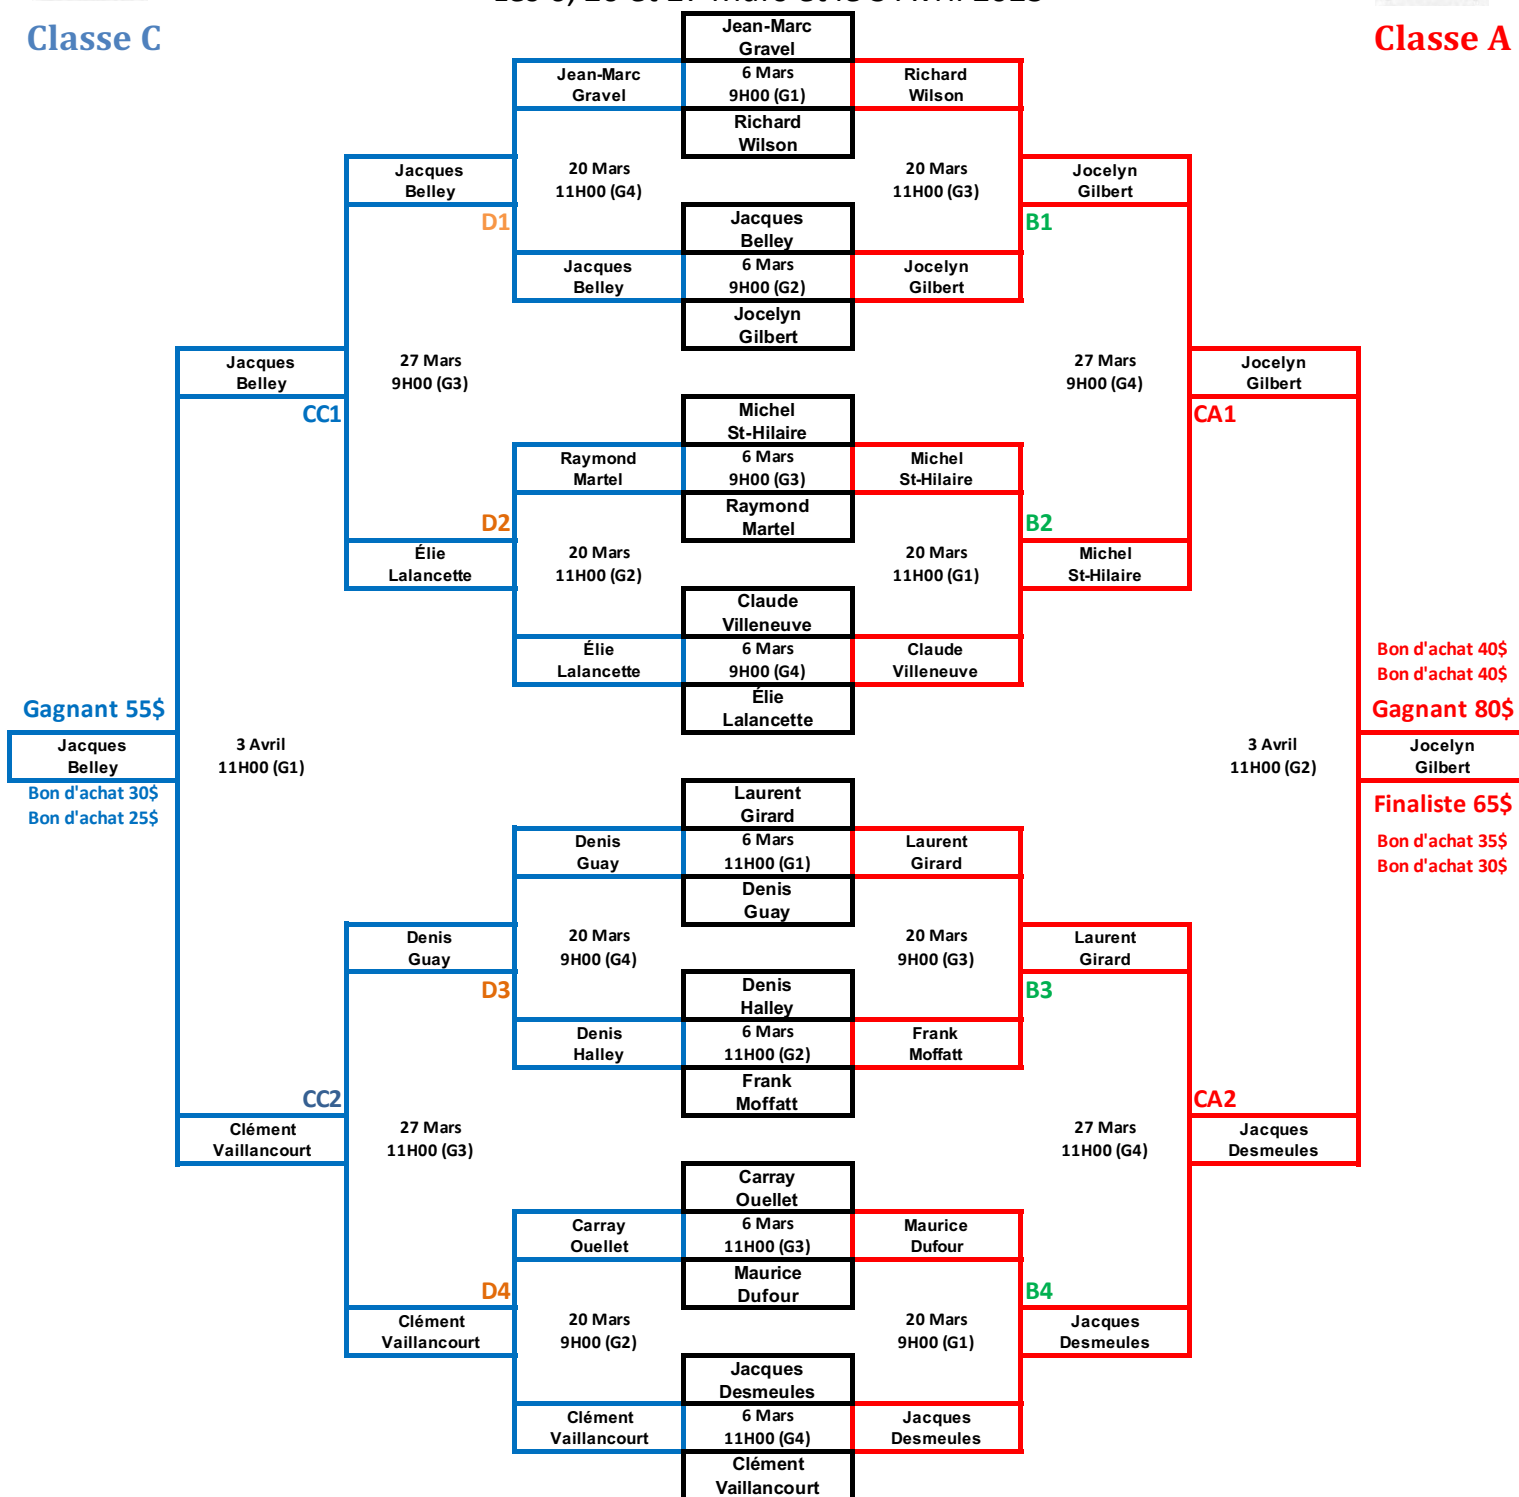 Classe C
Classe A
Jean-Marc
Gravel
Jean-Marc
Gravel
6 Mars
9H00 (G1)
Richard
Wilson
Richard
Wilson
Jacques
Belley
20 Mars
11H00 (G4)
20 Mars
11H00 (G3)
Jocelyn
Gilbert
D1
Jacques
Belley
B1
Jacques
Belley
6 Mars
9H00 (G2)
Jocelyn
Gilbert
Jocelyn
Gilbert
Jacques
Belley
27 Mars
9H00 (G3)
27 Mars
9H00 (G4)
Jocelyn
Gilbert
CC1
Michel
St-Hilaire
CA1
Raymond
Martel
6 Mars
9H00 (G3)
Michel
St-Hilaire
D2
Raymond
Martel
B2
Élie
Lalancette
20 Mars
11H00 (G2)
20 Mars
11H00 (G1)
Michel
St-Hilaire
Claude
Villeneuve
Élie
Lalancette
6 Mars
9H00 (G4)
Claude
Villeneuve
Bon d'achat 40$
Bon d'achat 40$
Élie
Lalancette
Gagnant 55$
Gagnant 80$
Jacques
Belley
3 Avril
11H00 (G1)
3 Avril
11H00 (G2)
Jocelyn
Gilbert
Bon d'achat 30$
Bon d'achat 25$
Laurent
Girard
Finaliste 65$
Denis
Guay
6 Mars
11H00 (G1)
Laurent
Girard
Bon d'achat 35$
Bon d'achat 30$
Denis
Guay
Denis
Guay
20 Mars
9H00 (G4)
20 Mars
9H00 (G3)
Laurent
Girard
D3
Denis
Halley
B3
Denis
Halley
6 Mars
11H00 (G2)
Frank
Moffatt
Frank
Moffatt
CC2
CA2
Clément
Vaillancourt
27 Mars
11H00 (G3)
27 Mars
11H00 (G4)
Jacques
Desmeules
Carray
Ouellet
Carray
Ouellet
6 Mars
11H00 (G3)
Maurice
Dufour
Maurice
Dufour
D4
B4
Clément
Vaillancourt
20 Mars
9H00 (G2)
20 Mars
9H00 (G1)
Jacques
Desmeules
Jacques
Desmeules
Clément
Vaillancourt
6 Mars
11H00 (G4)
Jacques
Desmeules
Clément
Vaillancourt